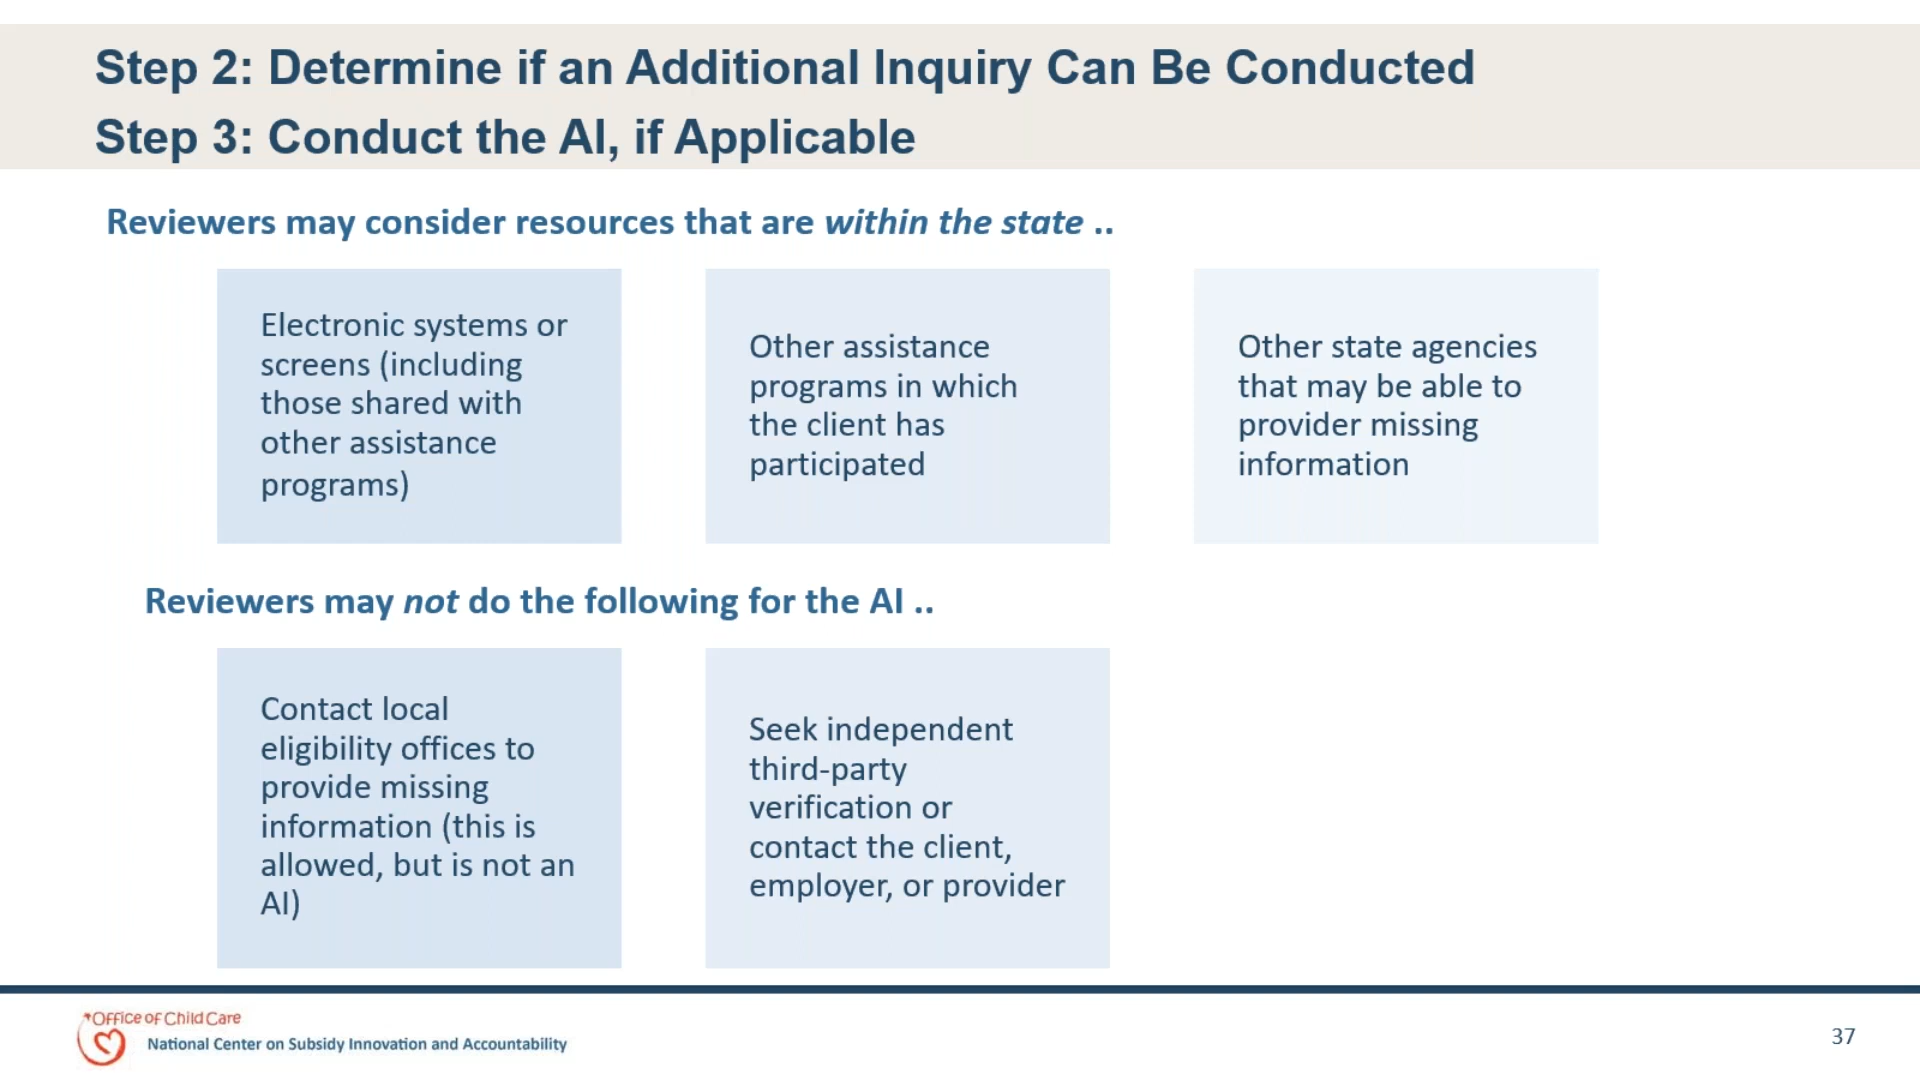 Step 2: Determine if an Additional Inquiry Can Be Conducted
Step 3: Conduct the AI, if Applicable
Reviewers may consider resources that are within the state ..
Electronic systems or
screens (including
those shared with
other assistance
programs)
Other assistance
programs in which
the client has
participated
Other state agencies
that may be able to
provider missing
information
Reviewers may not do the following for the AI ..
Contact local
eligibility offices to
provide missing
information (this is
allowed, but is not an
AI)
Seek independent
third-party
verification or
contact the client,
employer, or provider
Office of Child Care
National Center on Subsidy Innovation and Accountability
37